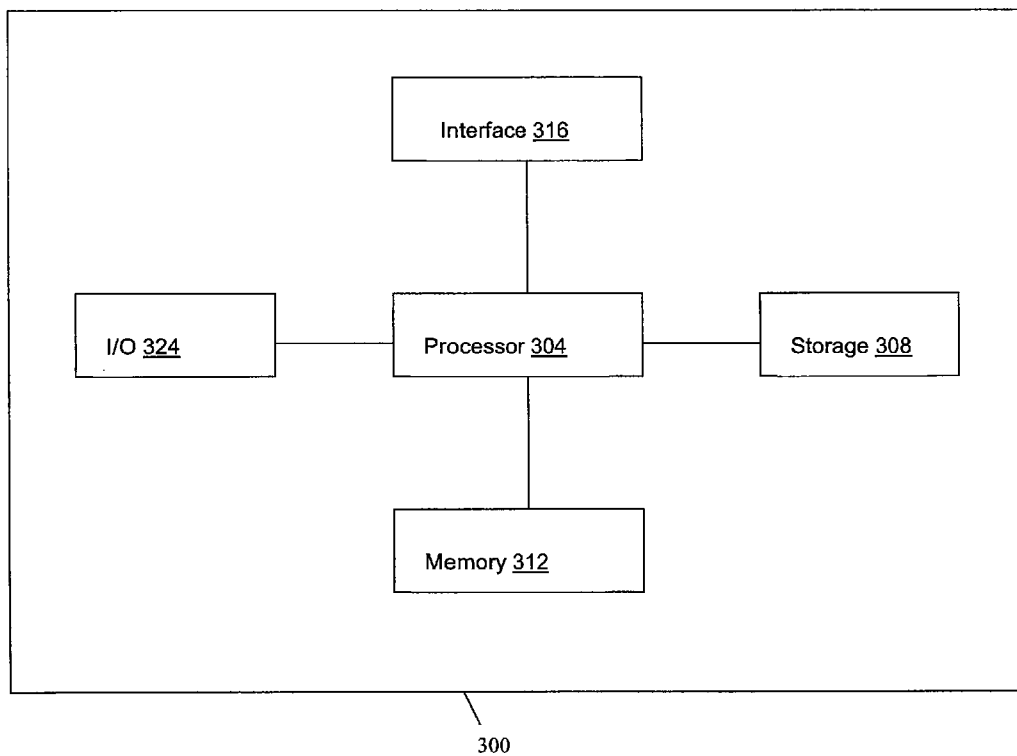 Interface 316
I/O 324
Processor 304
Storage 308
Memory 312
300